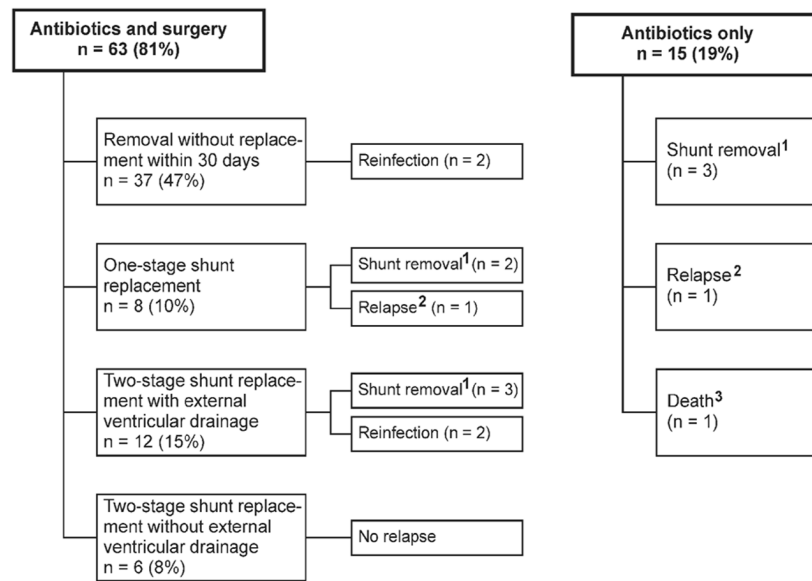 Antibiotics and surgery
n = 63 (81%)
Removal without replace-
ment within 30 days
n = 37 (47%)
Reinfection (n = 2)
One-stage shunt
replacement
n = 8 (10%)
Shunt removal¹ (n = 2)
Relapse² (n = 1)
Two-stage shunt replace-
ment with external
ventricular drainage
n = 12 (15%)
Shunt removal¹ (n = 3)
Reinfection (n = 2)
Two-stage shunt replace-
ment without external
ventricular drainage
n = 6 (8%)
No relapse
Antibiotics only
n = 15 (19%)
Shunt removal¹
(n = 3)
Relapse²
(n = 1)
Death³
(n = 1)